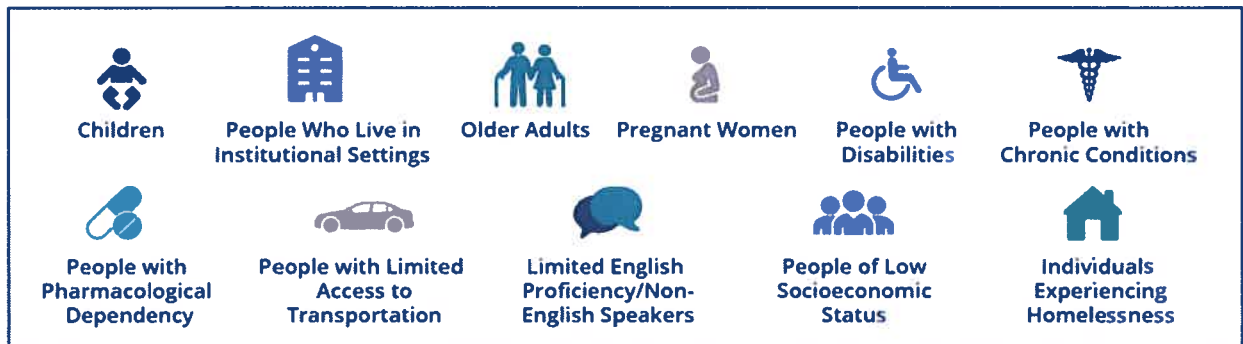 Children
People Who Live in
Institutional Settings
Older Adults
Pregnant Women
People with
Disabilities
People with
Chronic Conditions
People with
Pharmacological
Dependency
People with Limited
Access to
Transportation
Limited English
Proficiency/Non-
English Speakers
People of Low
Socioeconomic
Status
Individuals
Experiencing
Homelessness